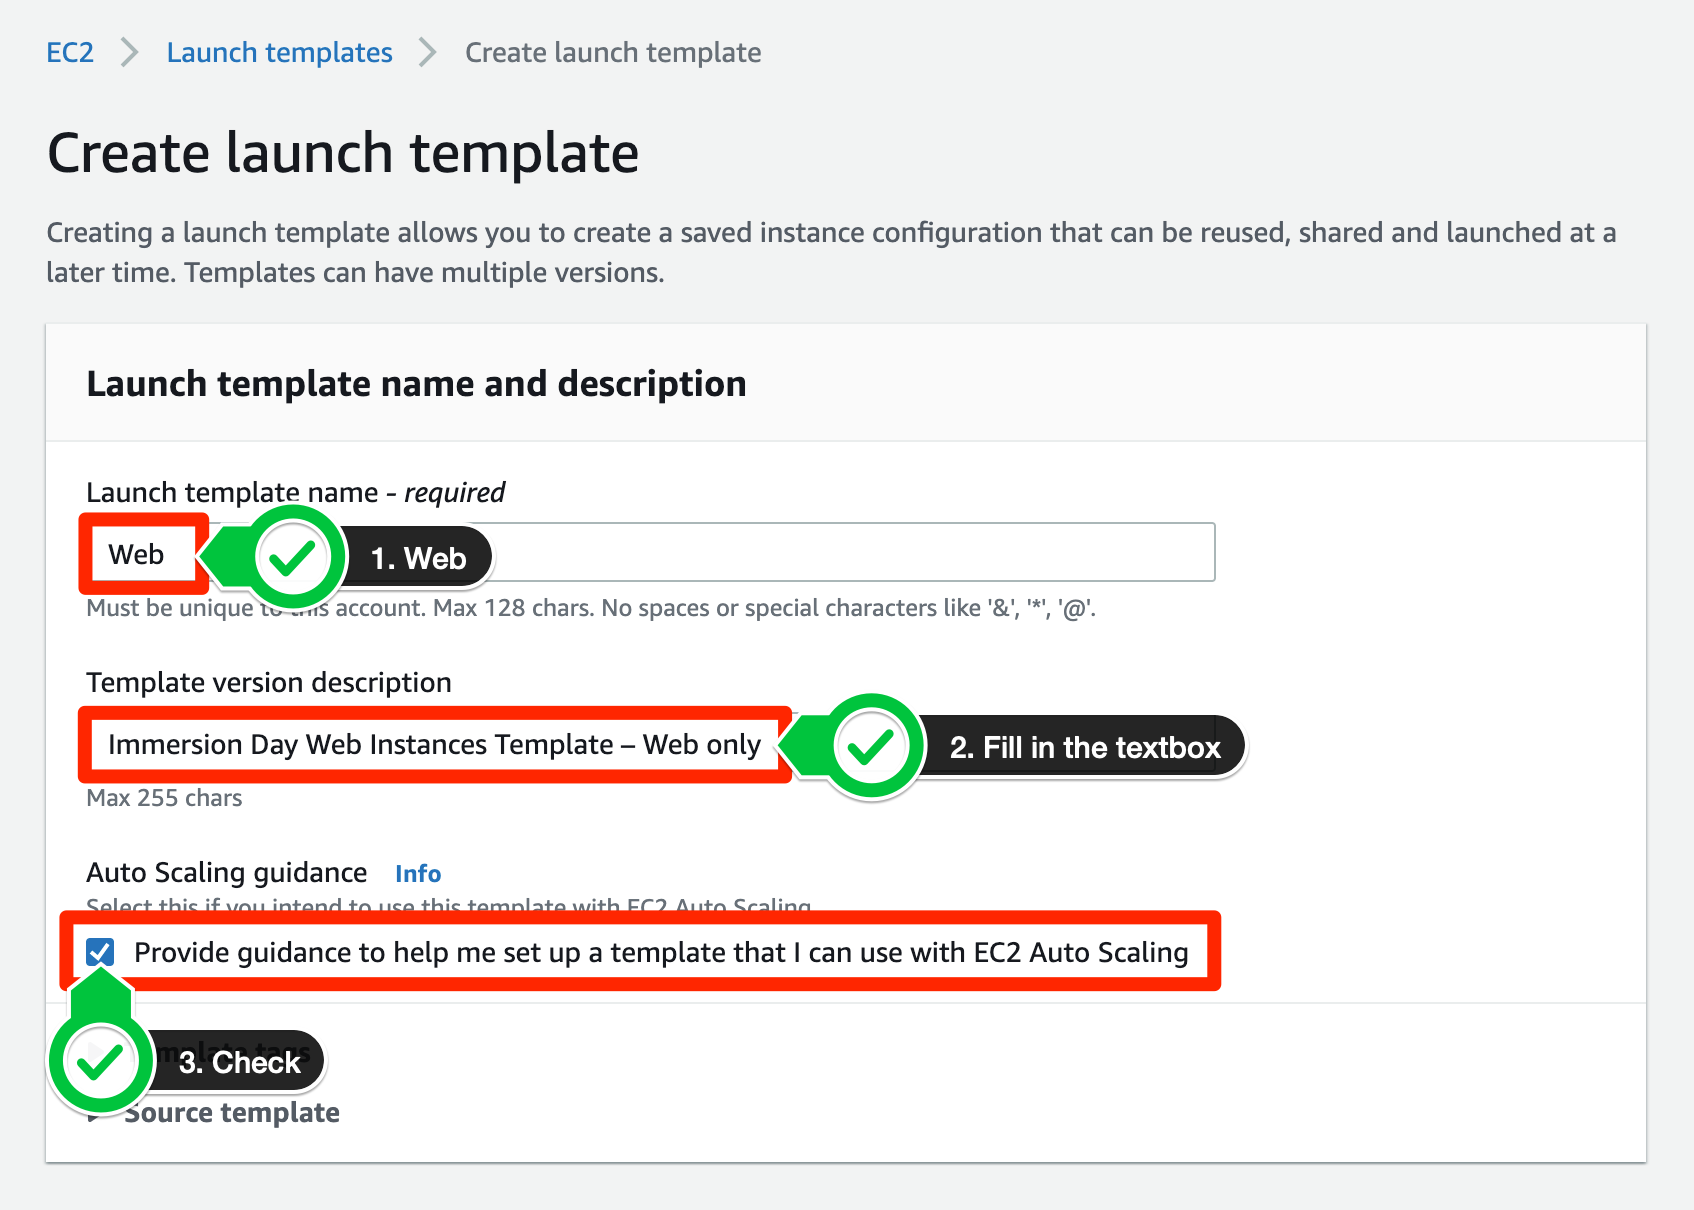 EC2 > Launch templates > Create launch template
Create launch template
Creating a launch template allows you to create a saved instance configuration that can be reused, shared and launched at a
later time. Templates can have multiple versions.
Launch template name and description
Launch template name - required
Web
1. Web
Must be unique to this account. Max 128 chars. No spaces or special characters like '&', '*', '@'.
Template version description
Immersion Day Web Instances Template – Web only
2. Fill in the textbox
Max 255 chars
Auto Scaling guidance Info
Select this if you intend to use this template with EC2 Auto Scaling
Provide guidance to help me set up a template that I can use with EC2 Auto Scaling
3. Check
Source template